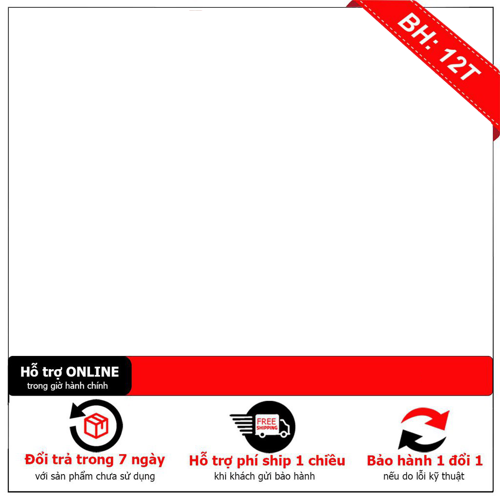 BH: 12T
Hỗ trợ ONLINE
trong giờ hành chính
FREE
SHIPPING
Đổi trả trong 7 ngày
với sản phẩm chưa sử dụng
Hỗ trợ phí ship 1 chiều
khi khách gửi bảo hành
Bảo hành 1 đổi 1
nếu do lỗi kỹ thuật